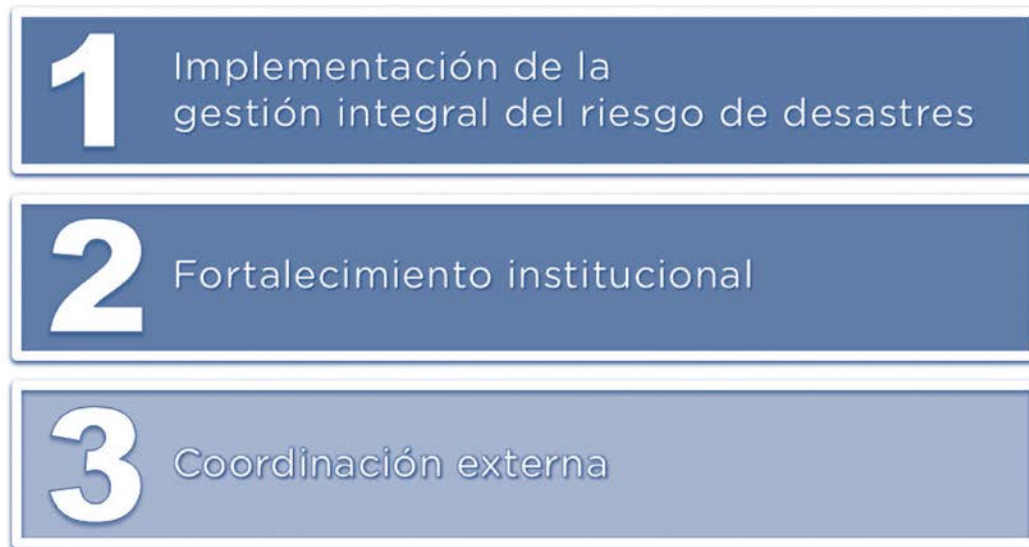 1
Implementación de la
gestión integral del riesgo de desastres
2
Fortalecimiento institucional
3
Coordinación externa